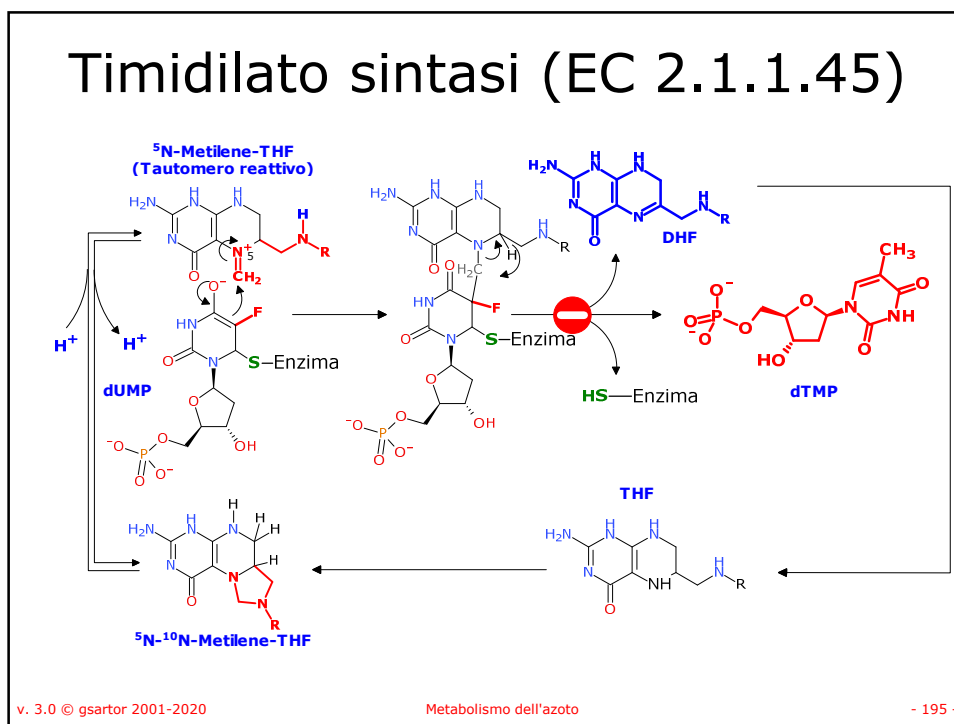 Timidilato sintasi (EC 2.1.1.45)
⁵N-Metilene-THF
(Tautomero reattivo)
H H
N N
H₂N
N
O
N⁺
5
CH₂
H
N
R
O⁻
HN
F
O
N
S—Enzima
O
OH
⁻O
P
O
O
O⁻
H⁺ H⁺
dUMP
H H
N N
H₂N
N
O
N
H
HN
R
H₂C
O
HN
F
O
N
S—Enzima
O
OH
⁻O
P
O
O
O⁻
H H
N N
H₂N
N
O
N
H
N
R
DHF
HS—Enzima
CH₃
O⁻
O
P
O
O⁻
O
N
O
NH
O
HO
dTMP
H
H H
N N
H₂N
H
N
H
O
N
N
R
⁵N-¹⁰N-Metilene-THF
THF
H H
N N
H₂N
N
O
NH
H
N
R
v. 3.0 © gsartor 2001-2020
Metabolismo dell'azoto
- 195 -